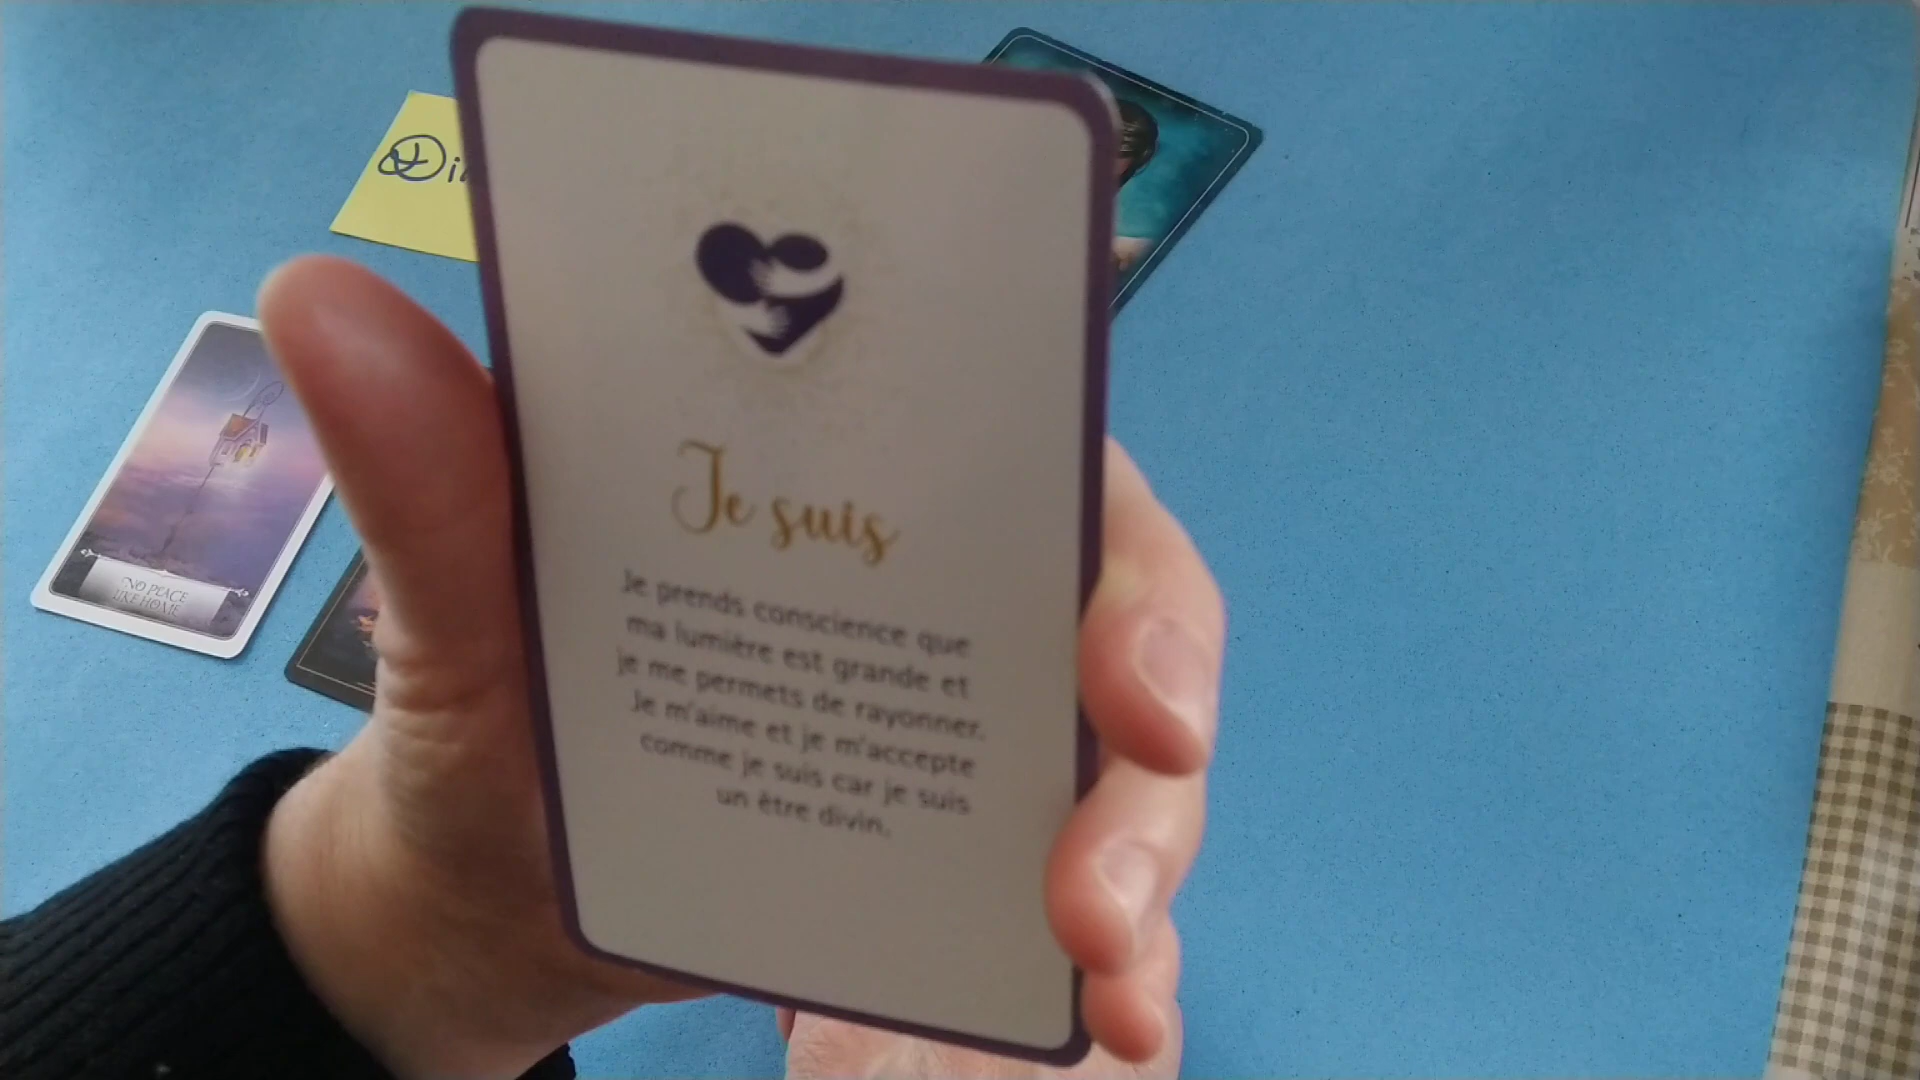 Je suis
Je prends conscience que
ma lumière est grande et
je me permets de rayonner.
Je m'aime et je m'accepte
comme je suis car je suis
un être divin.
NO PLACE
LIKE HOME